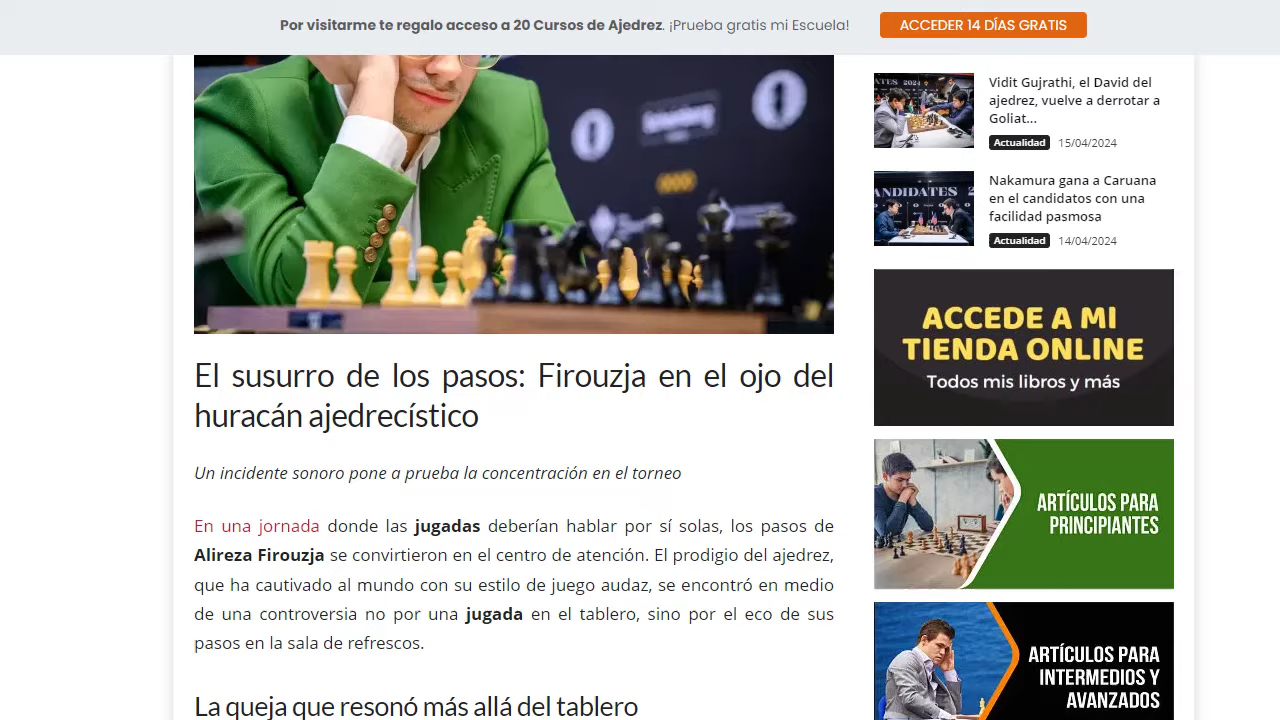 Por visitarme te regalo acceso a 20 Cursos de Ajedrez. ¡Prueba gratis mi Escuela!
ACCEDER 14 DÍAS GRATIS
El susurro de los pasos: Firouzja en el ojo del
huracán ajedrecístico
Un incidente sonoro pone a prueba la concentración en el torneo
En una jornada donde las jugadas deberían hablar por sí solas, los pasos de
Alireza Firouzja se convirtieron en el centro de atención. El prodigio del ajedrez,
que ha cautivado al mundo con su estilo de juego audaz, se encontró en medio
de una controversia no por una jugada en el tablero, sino por el eco de sus
pasos en la sala de refrescos.
La queja que resonó más allá del tablero
Vidit Gujrathi, el David del
ajedrez, vuelve a derrotar a
Goliat...
Actualidad 15/04/2024
Nakamura gana a Caruana
en el candidatos con una
facilidad pasmosa
Actualidad 14/04/2024
ACCEDE A MI
TIENDA ONLINE
Todos mis libros y más
ARTÍCULOS PARA
PRINCIPIANTES
ARTÍCULOS PARA
INTERMEDIOS Y
AVANZADOS